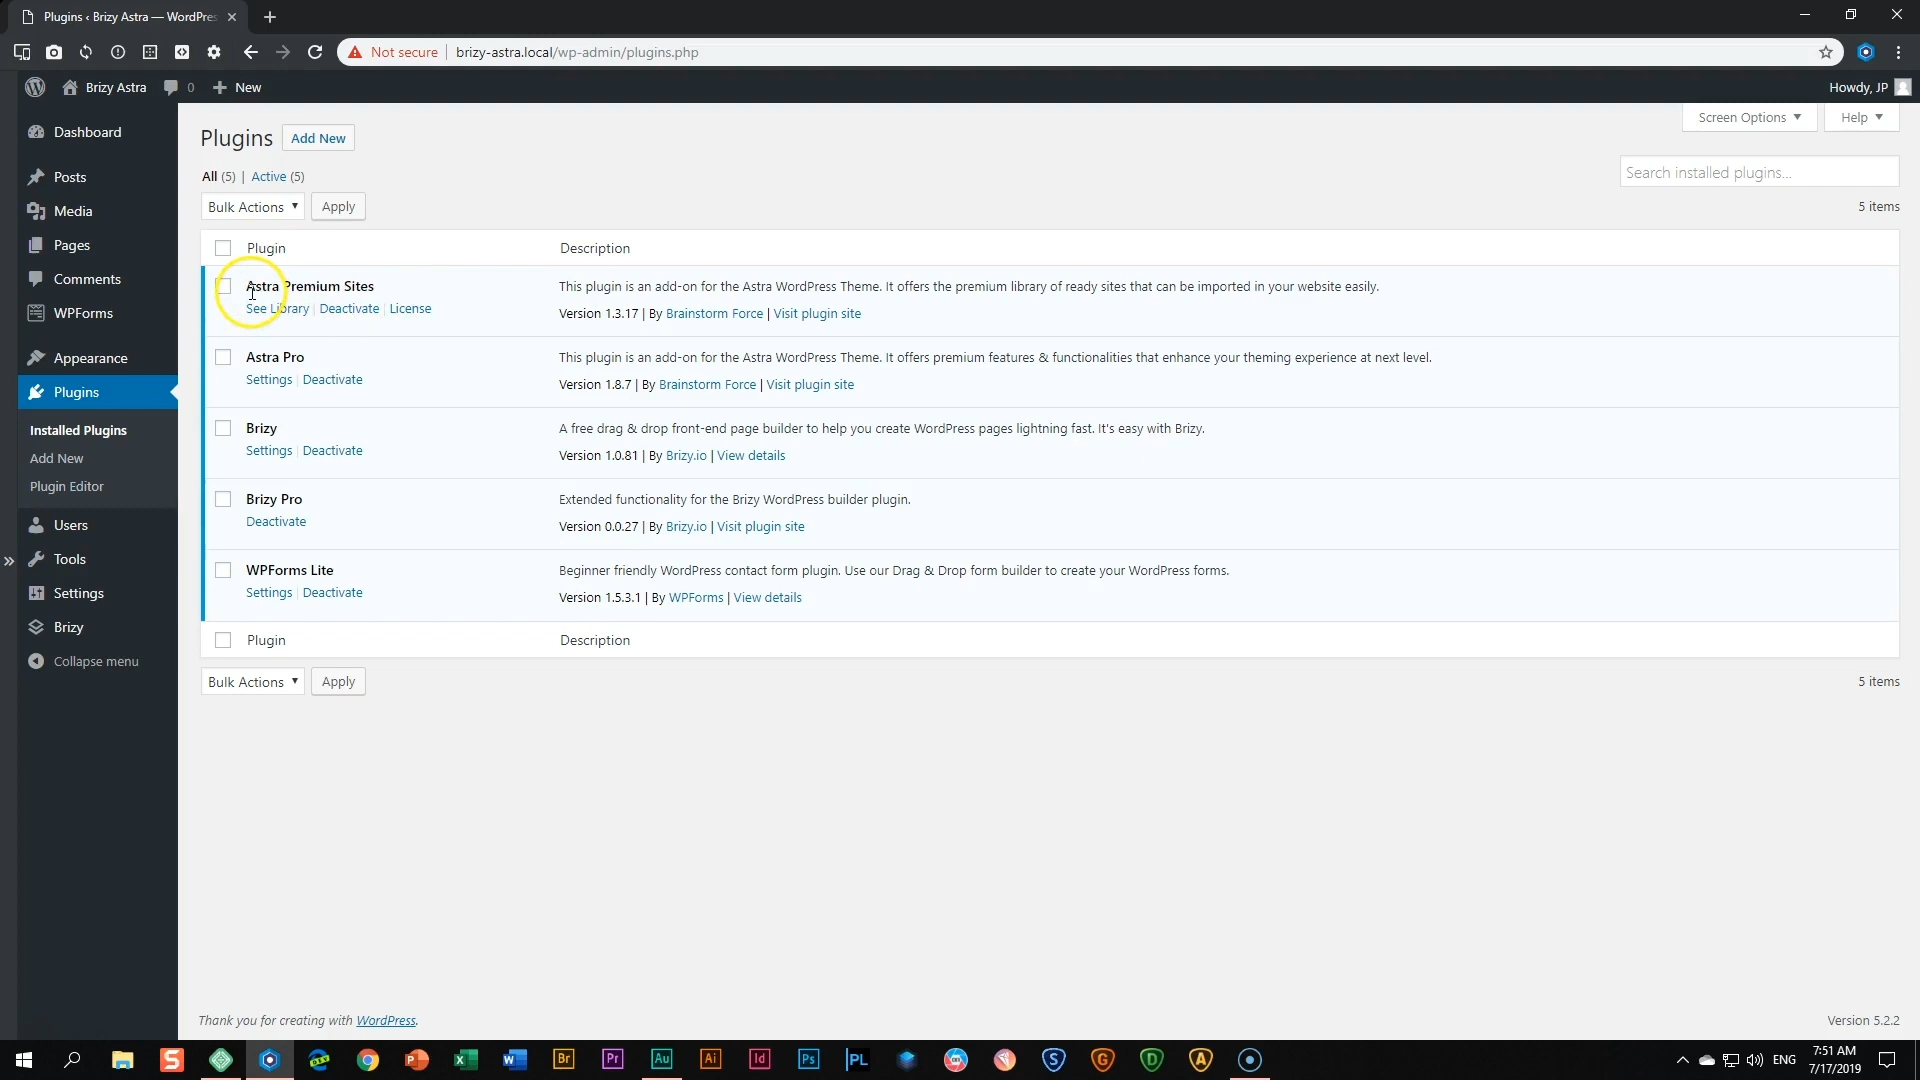 Plugins ‹ Brizy Astra — WordPres
Not secure
brizy-astra.local/wp-admin/plugins.php
Brizy Astra
0
New
Howdy, JP
Dashboard
Posts
Media
Pages
Comments
WPForms
Appearance
Plugins
Installed Plugins
Add New
Plugin Editor
Users
Tools
Settings
Brizy
Collapse menu
Screen Options
Help
Plugins
Add New
All (5) | Active (5)
Search installed plugins...
Bulk Actions
Apply
5 items
Plugin
Description
Astra Premium Sites
See Library | Deactivate | License
This plugin is an add-on for the Astra WordPress Theme. It offers the premium library of ready sites that can be imported in your website easily.
Version 1.3.17 | By Brainstorm Force | Visit plugin site
Astra Pro
Settings | Deactivate
This plugin is an add-on for the Astra WordPress Theme. It offers premium features & functionalities that enhance your theming experience at next level.
Version 1.8.7 | By Brainstorm Force | Visit plugin site
Brizy
Settings | Deactivate
A free drag & drop front-end page builder to help you create WordPress pages lightning fast. It's easy with Brizy.
Version 1.0.81 | By Brizy.io | View details
Brizy Pro
Deactivate
Extended functionality for the Brizy WordPress builder plugin.
Version 0.0.27 | By Brizy.io | Visit plugin site
WPForms Lite
Settings | Deactivate
Beginner friendly WordPress contact form plugin. Use our Drag & Drop form builder to create your WordPress forms.
Version 1.5.3.1 | By WPForms | View details
Plugin
Description
Bulk Actions
Apply
5 items
Thank you for creating with WordPress.
Version 5.2.2
S
DEV
P
X
W
Br
Pr
Au
Ai
Id
Ps
PL
S
G
D
A
ENG
7:51 AM
7/17/2019